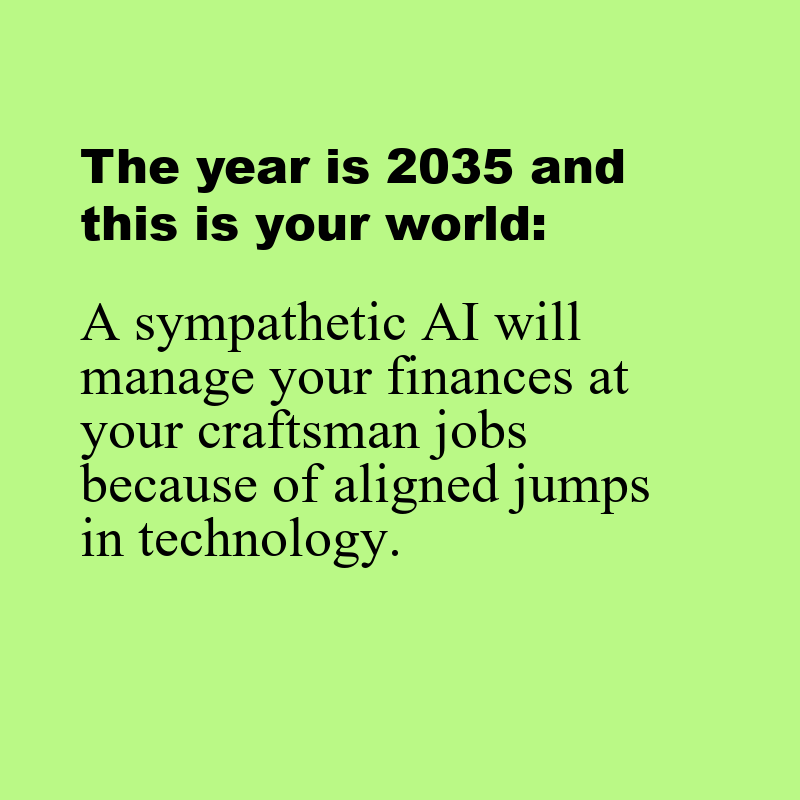 The year is 2035 and
this is your world:
A sympathetic AI will
manage your finances at
your craftsman jobs
because of aligned jumps
in technology.